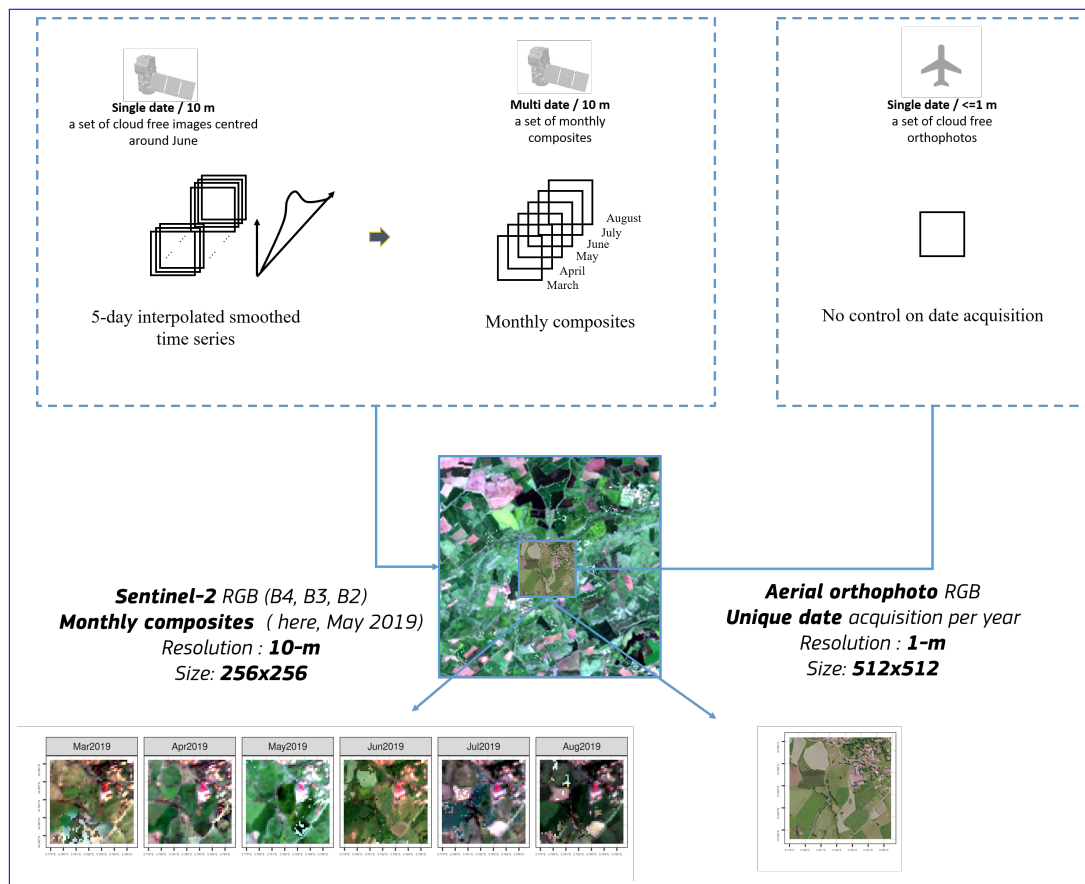 Single date / 10 m
a set of cloud free images centred
around June
Multi date / 10 m
a set of monthly
composites
Single date / <=1 m
a set of cloud free
orthophotos
August
July
June
May
April
March
5-day interpolated smoothed
time series
Monthly composites
No control on date acquisition
Sentinel-2 RGB (B4, B3, B2)
Monthly composites ( here, May 2019)
Resolution : 10-m
Size: 256x256
Aerial orthophoto RGB
Unique date acquisition per year
Resolution : 1-m
Size: 512x512
Mar2019 Apr2019 May2019 Jun2019 Jul2019 Aug2019